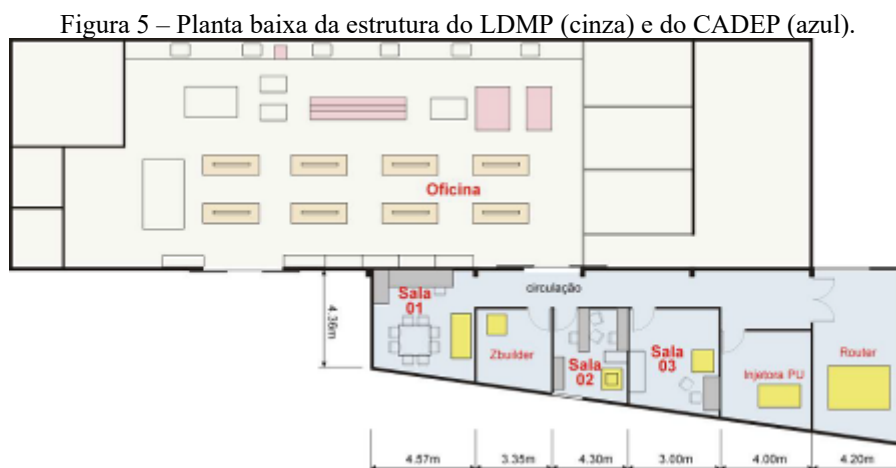 Figura 5 – Planta baixa da estrutura do LDMP (cinza) e do CADEP (azul).
Oficina
circulação
Sala
01
4.36m
Zbuilder
Sala
02
Sala
03
Injetora PU
Router
4.57m 3.35m 4.30m 3.00m 4.00m 4.20m